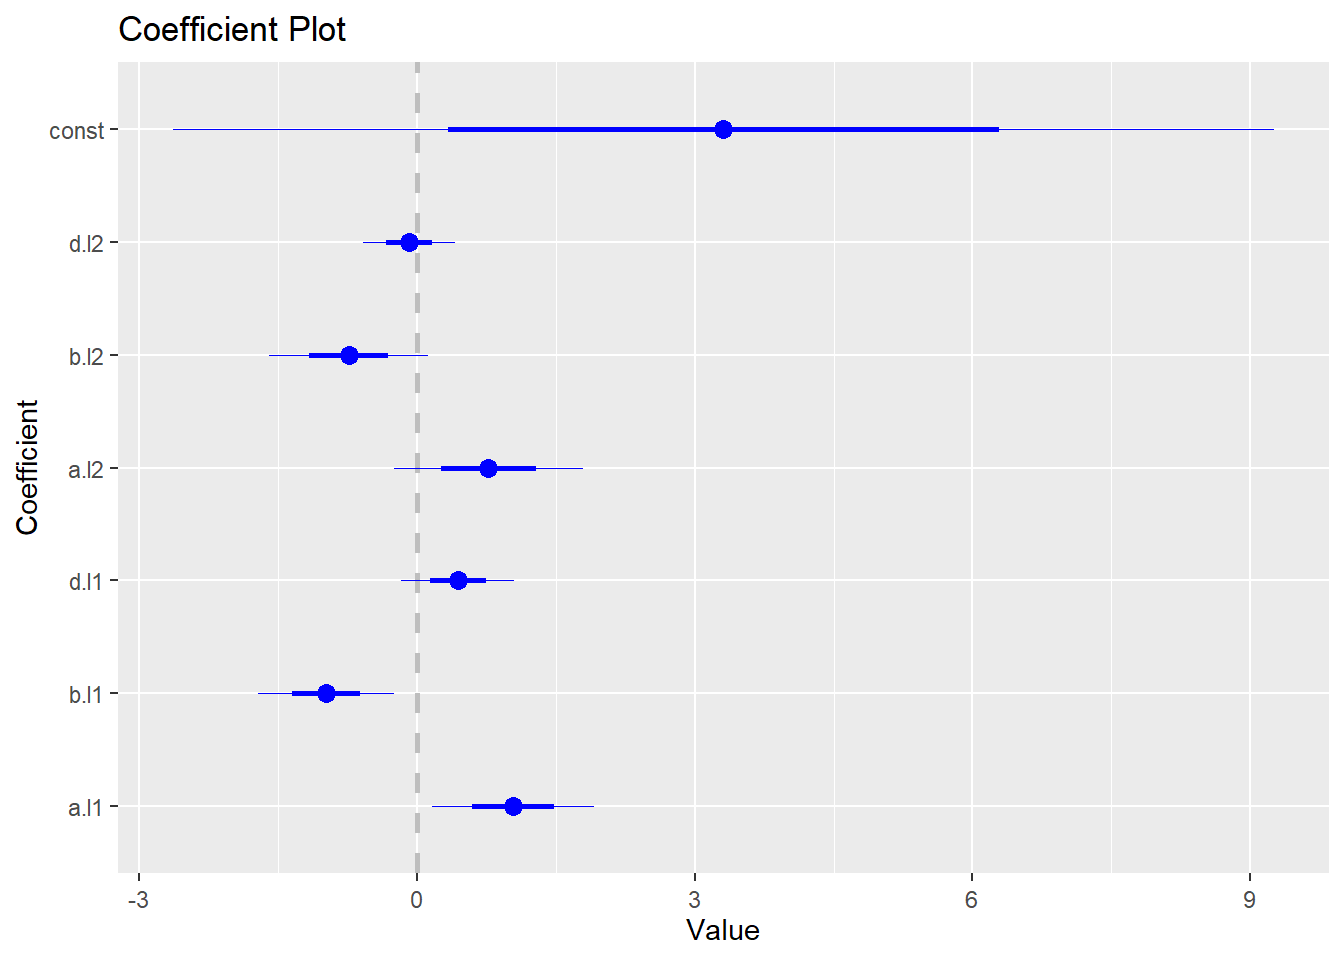 Coefficient Plot
const
d.l2
b.l2
a.l2
d.l1
b.l1
a.l1
Coefficient
-3 0 3 6 9
Value